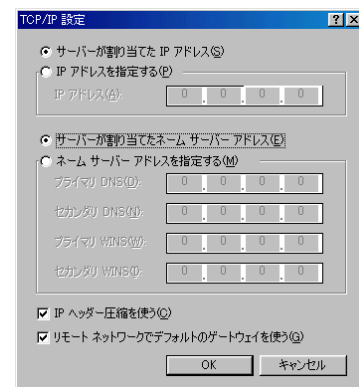 TCP/IP 設定
サーバーが割り当てた IP アドレス(S)
IP アドレスを指定する(P)
IP アドレス(A): 0 . 0 . 0 . 0
サーバーが割り当てたネーム サーバー アドレス(E)
ネーム サーバー アドレスを指定する(M)
プライマリ DNS(D): 0 . 0 . 0 . 0
セカンダリ DNS(N): 0 . 0 . 0 . 0
プライマリ WINS(W): 0 . 0 . 0 . 0
セカンダリ WINS(I): 0 . 0 . 0 . 0
IP ヘッダー圧縮を使う(C)
リモート ネットワークでデフォルトのゲートウェイを使う(G)
OK キャンセル